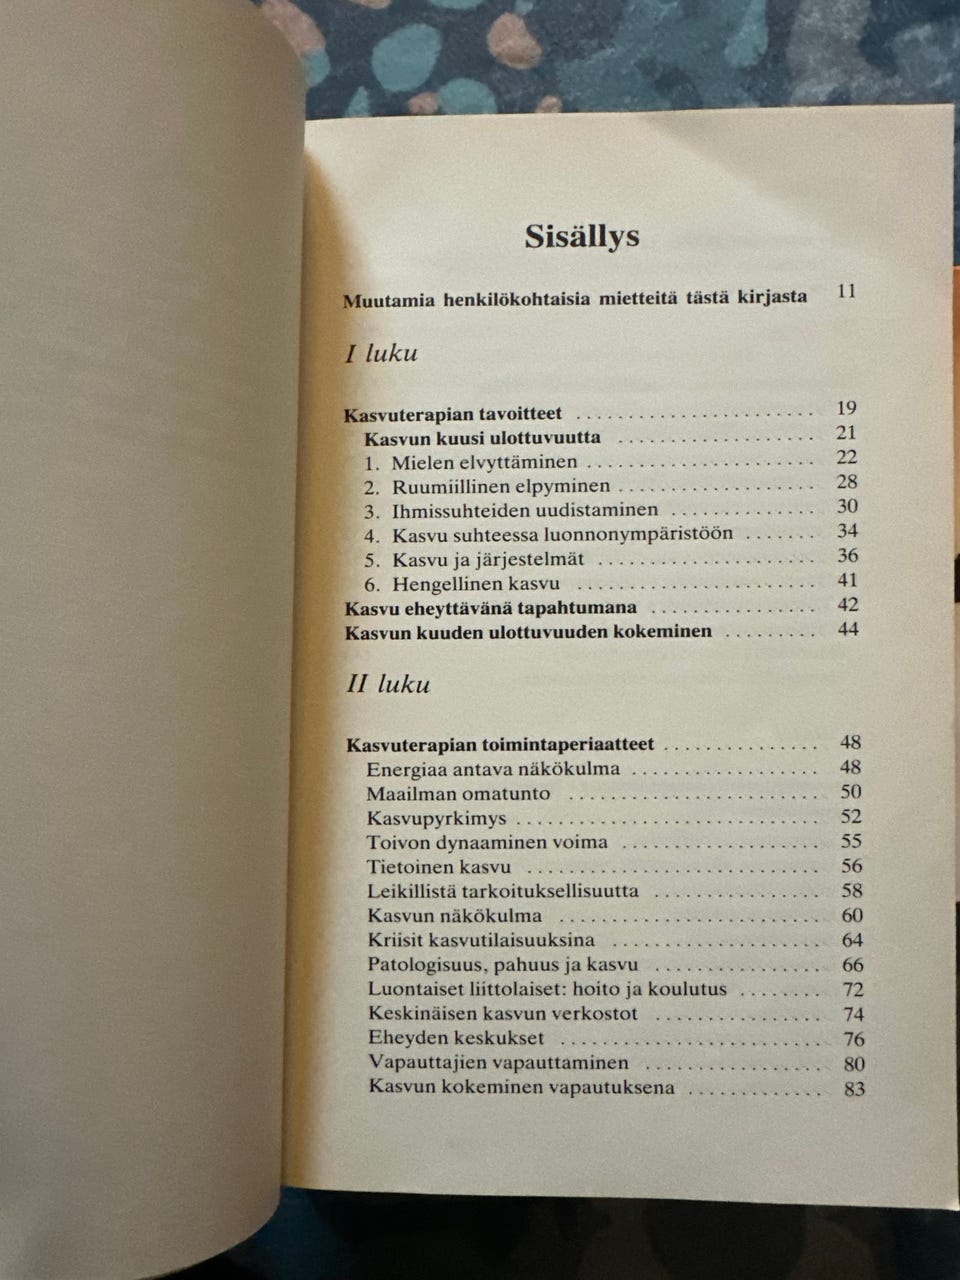 Sisällys
Muutamia henkilökohtaisia mietteitä tästä kirjasta 11
I luku
Kasvuterapian tavoitteet ........................ 19
Kasvun kuusi ulottuvuutta .................... 21
1. Mielen elvyttäminen ....................... 22
2. Ruumiillinen elpyminen .................... 28
3. Ihmissuhteiden uudistaminen ............... 30
4. Kasvu suhteessa luonnonympäristöön ....... 34
5. Kasvu ja järjestelmät ...................... 36
6. Hengellinen kasvu ........................ 41
Kasvu eheyttävänä tapahtumana ................. 42
Kasvun kuuden ulottuvuuden kokeminen ......... 44
II luku
Kasvuterapian toimintaperiaatteet ............... 48
Energiaa antava näkökulma ................... 48
Maailman omatunto ......................... 50
Kasvupyrkimys .............................. 52
Toivon dynaaminen voima .................... 55
Tietoinen kasvu ............................. 56
Leikillistä tarkoituksellisuutta ................. 58
Kasvun näkökulma .......................... 60
Kriisit kasvutilaisuuksina ..................... 64
Patologisuus, pahuus ja kasvu ................. 66
Luontaiset liittolaiset: hoito ja koulutus ........ 72
Keskinäisen kasvun verkostot ................. 74
Eheyden keskukset .......................... 76
Vapauttajien vapauttaminen .................. 80
Kasvun kokeminen vapautuksena .............. 83